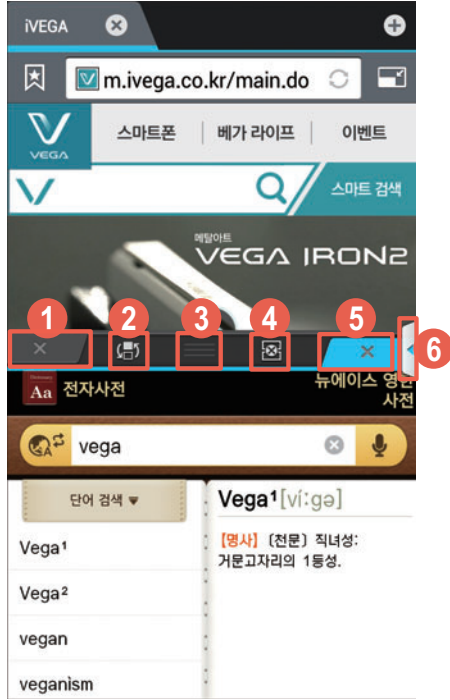 iVEGA
m.ivega.co.kr/main.do
VEGA
스마트폰 베가 라이프 이벤트
스마트 검색
메탈아트
VEGA IRON2
1 2 3 4 5 6
Dictionary
Aa 전자사전
뉴에이스 영한
사전
vega
단어 검색
Vega¹
Vega²
vegan
veganism
Vega¹[víːgə]
【명사】 (천문) 직녀성:
거문고자리의 1등성.